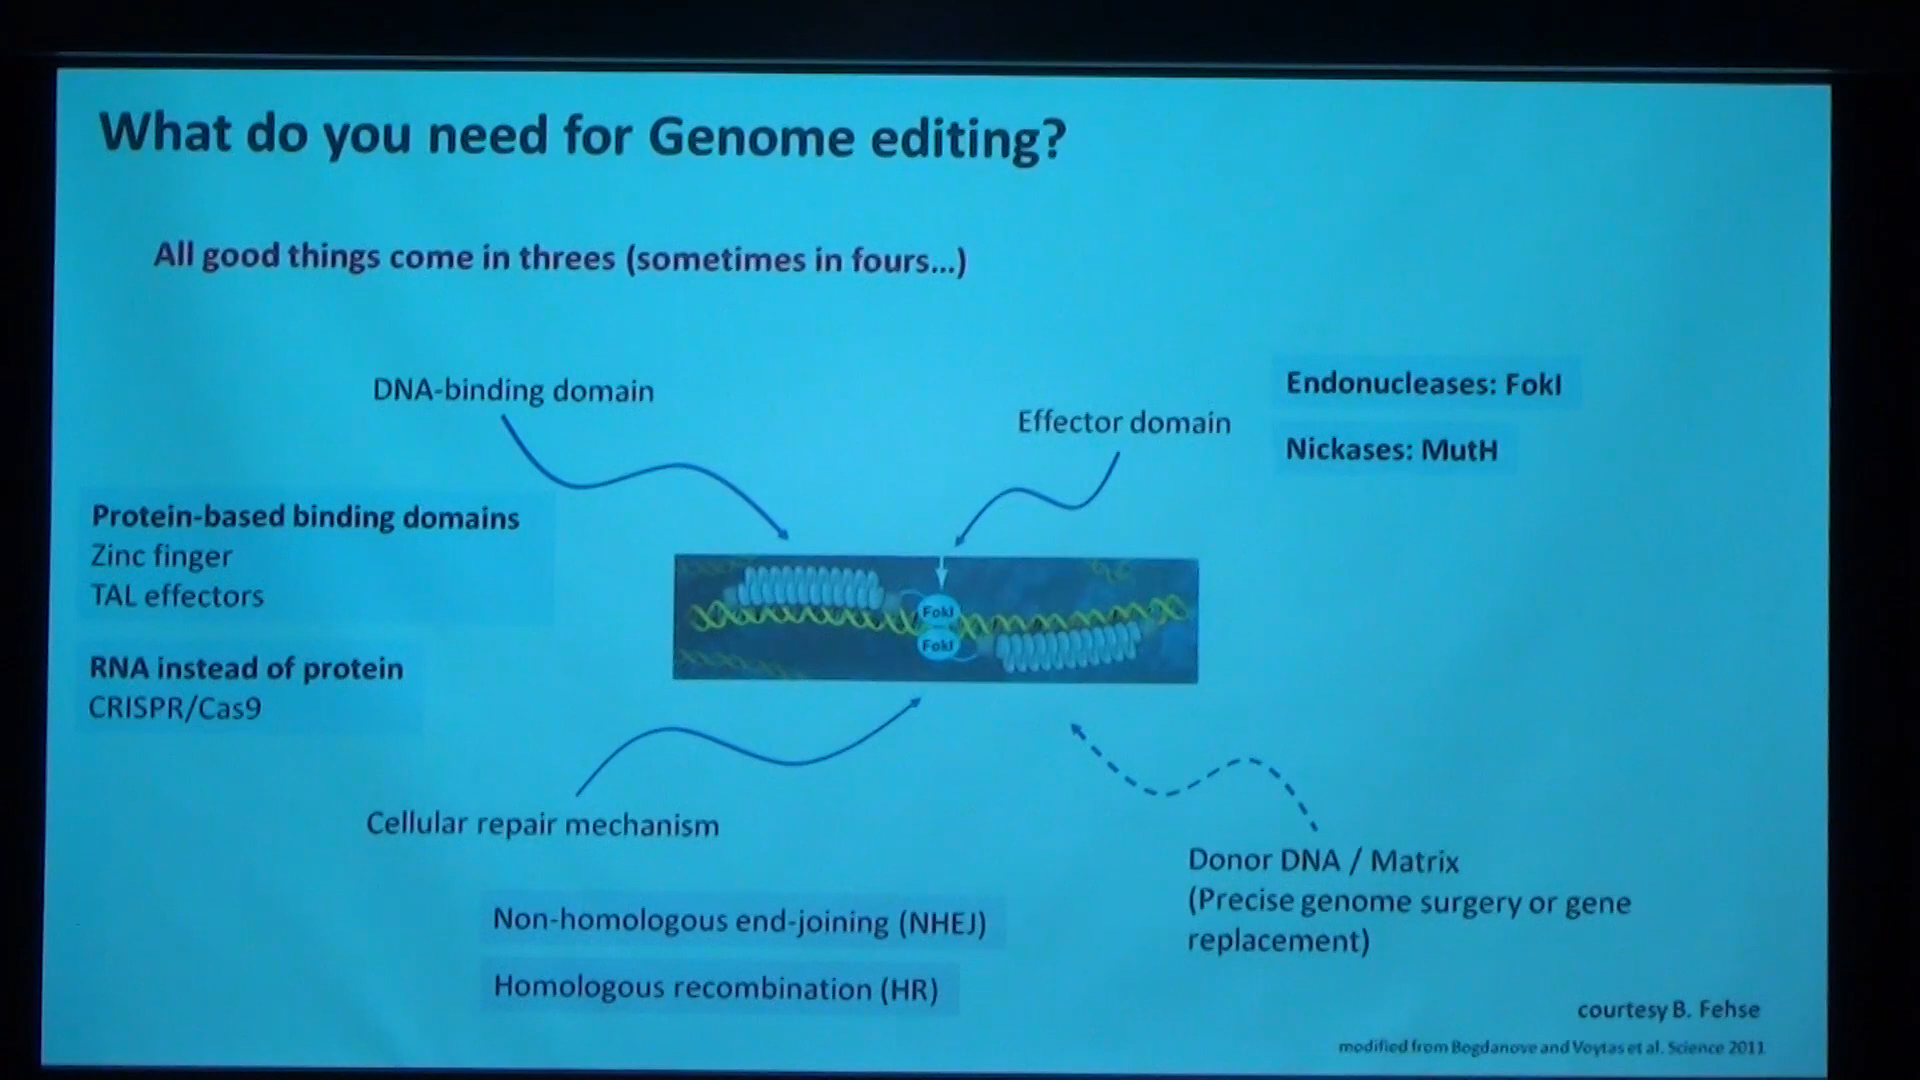 What do you need for Genome editing?
All good things come in threes (sometimes in fours...)
DNA-binding domain
Effector domain
Endonucleases: FokI
Nickases: MutH
Protein-based binding domains
Zinc finger
TAL effectors
RNA instead of protein
CRISPR/Cas9
FokI
FokI
Cellular repair mechanism
Non-homologous end-joining (NHEJ)
Homologous recombination (HR)
Donor DNA / Matrix
(Precise genome surgery or gene
replacement)
courtesy B. Fehse
modified from Bogdanove and Voytas et al. Science 2011